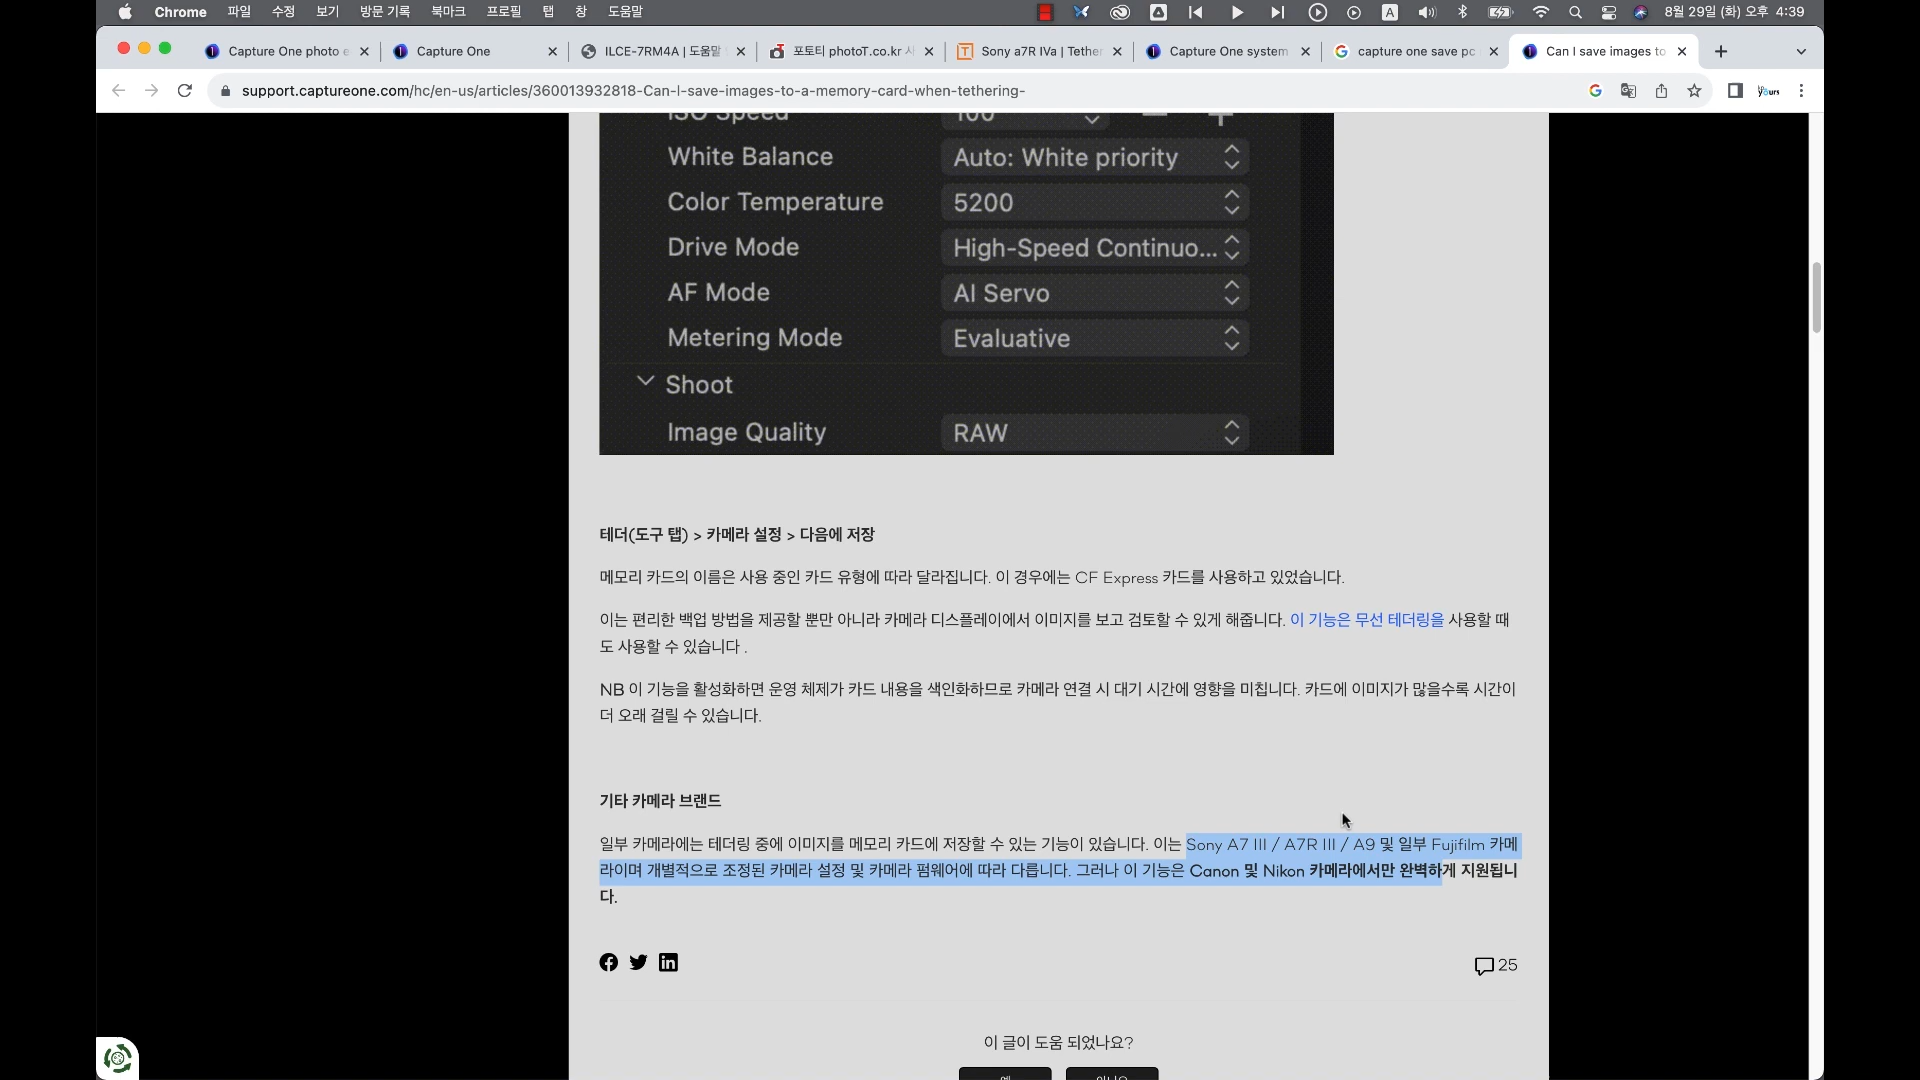 Chrome 파일 수정 보기 방문 기록 북마크 프로필 탭 창 도움말 A 8월 29일 (화) 오후 4:39
Capture One photo e Capture One ILCE-7RM4A | 도움말 포토티 photoT.co.kr 사 Sony a7R IVa | Tether Capture One system capture one save pc Can I save images to
support.captureone.com/hc/en-us/articles/360013932818-Can-I-save-images-to-a-memory-card-when-tethering-
ISO Speed 100
White Balance Auto: White priority
Color Temperature 5200
Drive Mode High-Speed Continuo...
AF Mode AI Servo
Metering Mode Evaluative
Shoot
Image Quality RAW
테더(도구 탭) > 카메라 설정 > 다음에 저장
메모리 카드의 이름은 사용 중인 카드 유형에 따라 달라집니다. 이 경우에는 CF Express 카드를 사용하고 있었습니다.
이는 편리한 백업 방법을 제공할 뿐만 아니라 카메라 디스플레이에서 이미지를 보고 검토할 수 있게 해줍니다. 이 기능은 무선 테더링을 사용할 때
도 사용할 수 있습니다 .
NB 이 기능을 활성화하면 운영 체제가 카드 내용을 색인화하므로 카메라 연결 시 대기 시간에 영향을 미칩니다. 카드에 이미지가 많을수록 시간이
더 오래 걸릴 수 있습니다.
기타 카메라 브랜드
일부 카메라에는 테더링 중에 이미지를 메모리 카드에 저장할 수 있는 기능이 있습니다. 이는 Sony A7 III / A7R III / A9 및 일부 Fujifilm 카메
라이며 개별적으로 조정된 카메라 설정 및 카메라 펌웨어에 따라 다릅니다. 그러나 이 기능은 Canon 및 Nikon 카메라에서만 완벽하게 지원됩니
다.
25
이 글이 도움 되었나요?